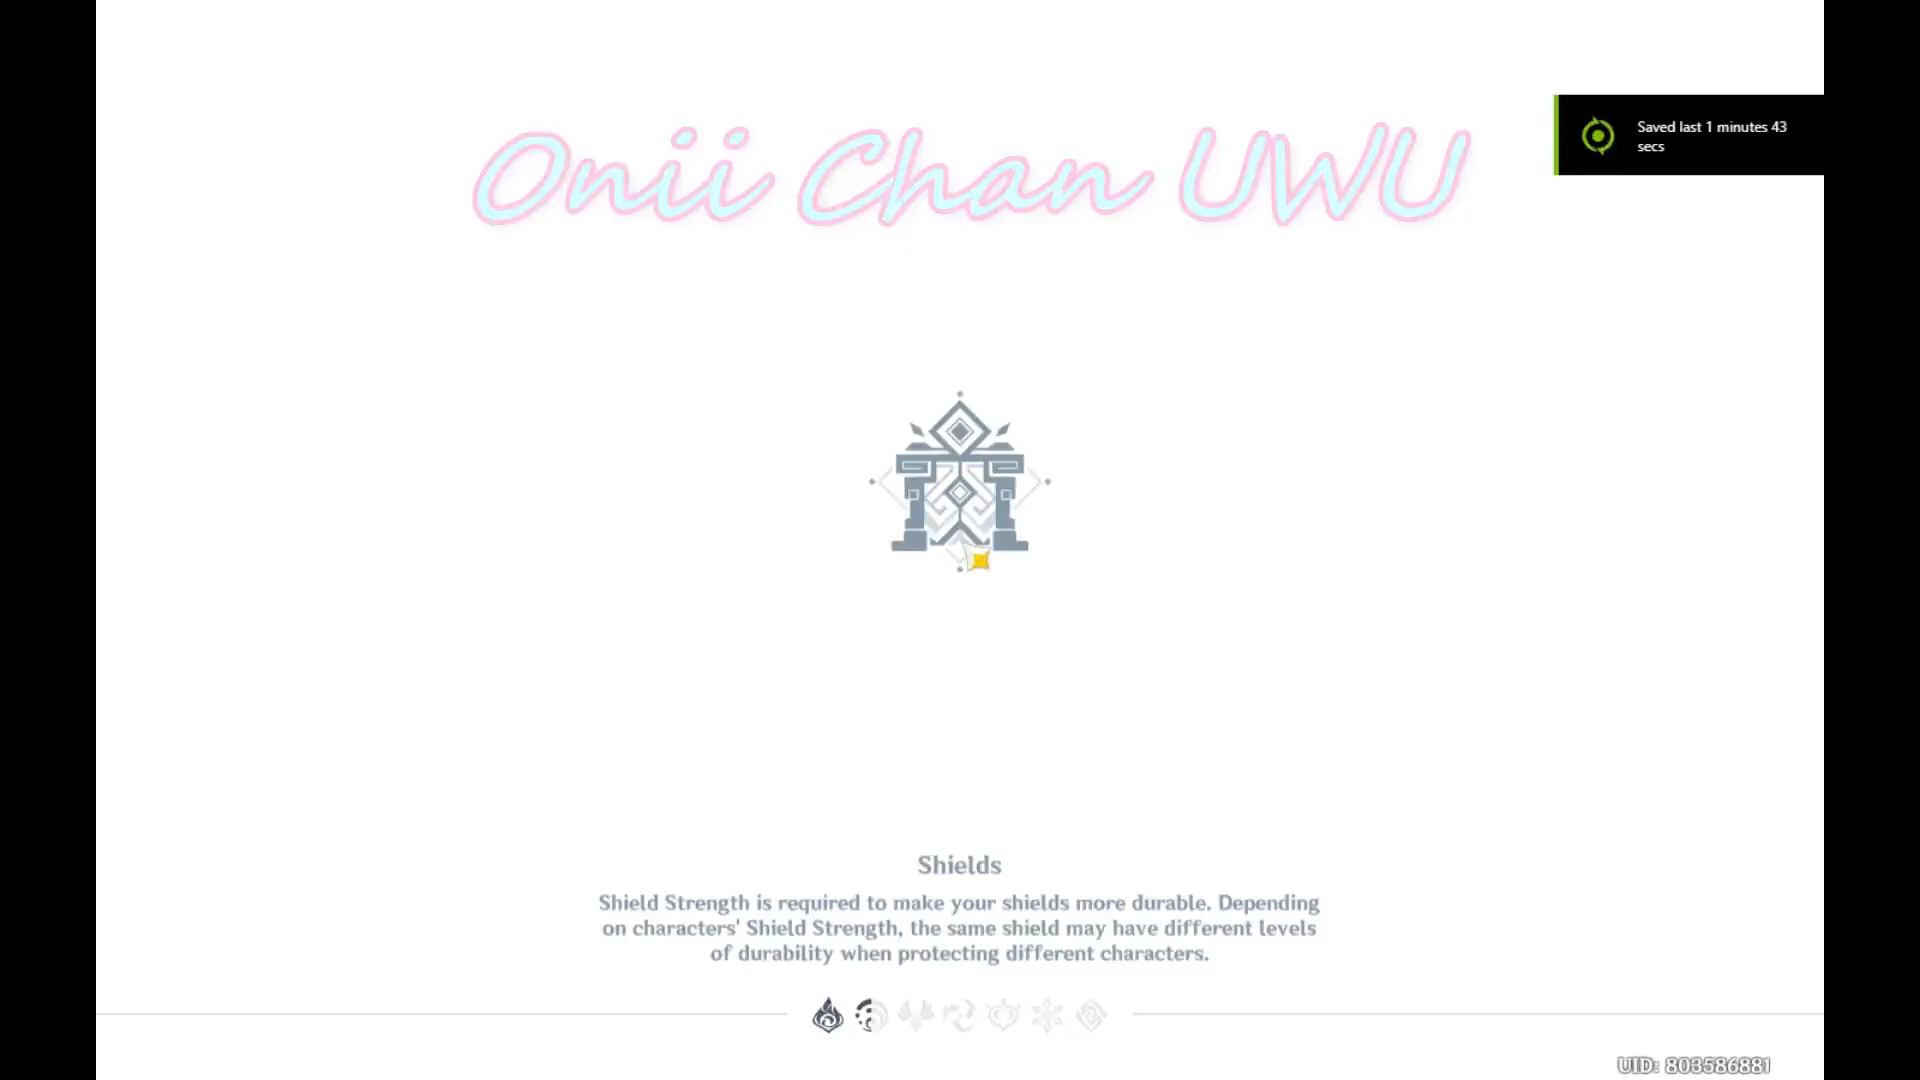 Onii Chan UWU
Saved last 1 minutes 43
secs
Shields
Shield Strength is required to make your shields more durable. Depending
on characters' Shield Strength, the same shield may have different levels
of durability when protecting different characters.
UID: 803586881